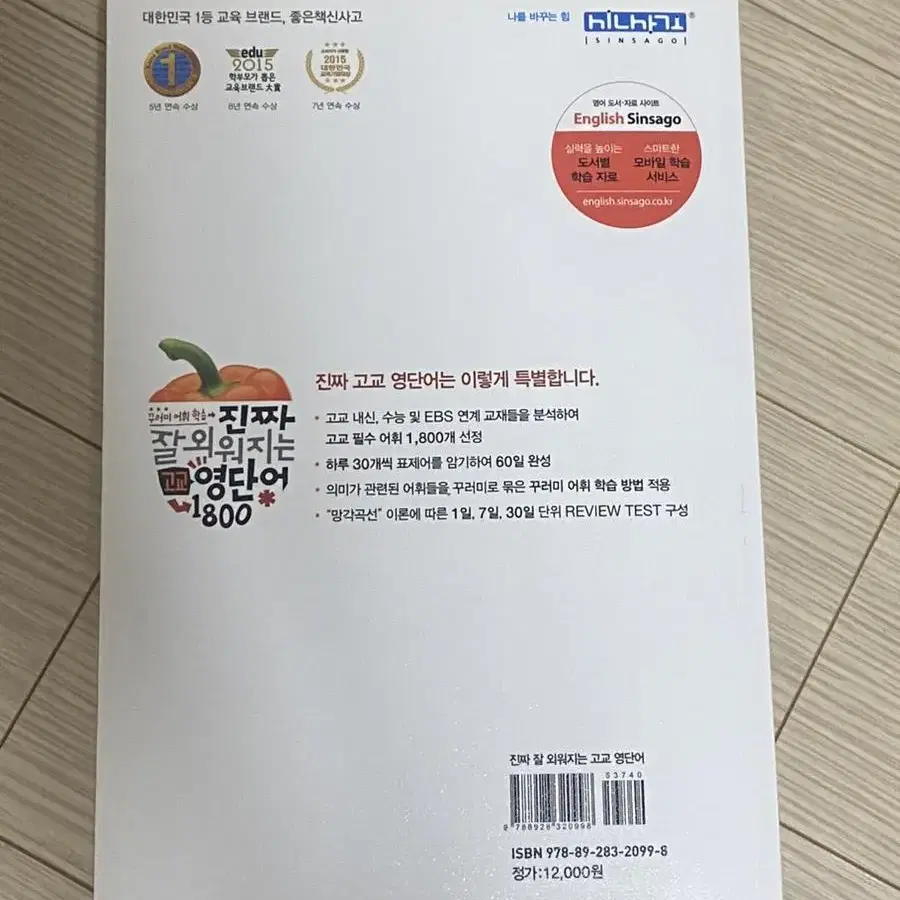 대한민국 1등 교육 브랜드, 좋은책신사고
나를 바꾸는 힘
SINSAGO
1
5년 연속 수상
edu
2015
학부모가 뽑은
교육브랜드 大賞
6년 연속 수상
2015
대한민국
7년 연속 수상
영어 도서·자료 사이트
English Sinsago
실력을 높이는
도서별
학습 자료
스마트한
모바일 학습
서비스
english.sinsago.co.kr
꾸러미 어휘 학습
진짜
잘 외워지는
고교 영단어
1800
진짜 고교 영단어는 이렇게 특별합니다.
• 고교 내신, 수능 및 EBS 연계 교재들을 분석하여
고교 필수 어휘 1,800개 선정
• 하루 30개씩 표제어를 암기하여 60일 완성
• 의미가 관련된 어휘들을 꾸러미로 묶은 꾸러미 어휘 학습 방법 적용
• "망각곡선" 이론에 따른 1일, 7일, 30일 단위 REVIEW TEST 구성
진짜 잘 외워지는 고교 영단어
53740
9 788928 320998
ISBN 978-89-283-2099-8
정가:12,000원